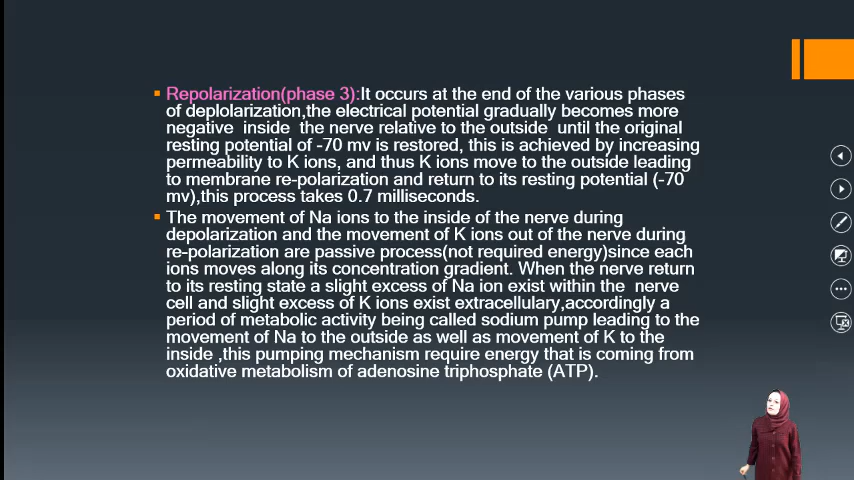 Repolarization(phase 3):It occurs at the end of the various phases
of deplolarization,the electrical potential gradually becomes more
negative inside the nerve relative to the outside until the original
resting potential of -70 mv is restored, this is achieved by increasing
permeability to K ions, and thus K ions move to the outside leading
to membrane re-polarization and return to its resting potential (-70
mv),this process takes 0.7 milliseconds.
The movement of Na ions to the inside of the nerve during
depolarization and the movement of K ions out of the nerve during
re-polarization are passive process(not required energy)since each
ions moves along its concentration gradient. When the nerve return
to its resting state a slight excess of Na ion exist within the nerve
cell and slight excess of K ions exist extracellulary,accordingly a
period of metabolic activity being called sodium pump leading to the
movement of Na to the outside as well as movement of K to the
inside ,this pumping mechanism require energy that is coming from
oxidative metabolism of adenosine triphosphate (ATP).